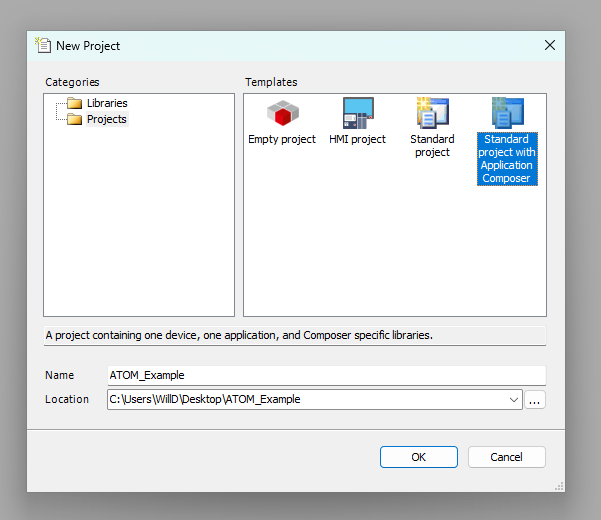 New Project
Categories
Templates
Libraries
Projects
Empty project
HMI project
Standard
project
Standard
project with
Application
Composer
A project containing one device, one application, and Composer specific libraries.
Name
ATOM_Example
Location
C:\Users\WillD\Desktop\ATOM_Example
...
OK
Cancel